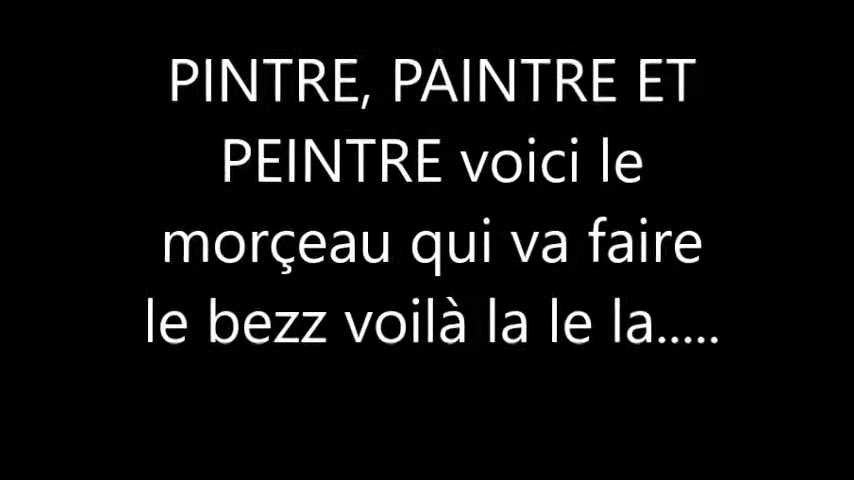 PINTRE, PAINTRE ET
PEINTRE voici le
morçeau qui va faire
le bezz voilà la le la.....